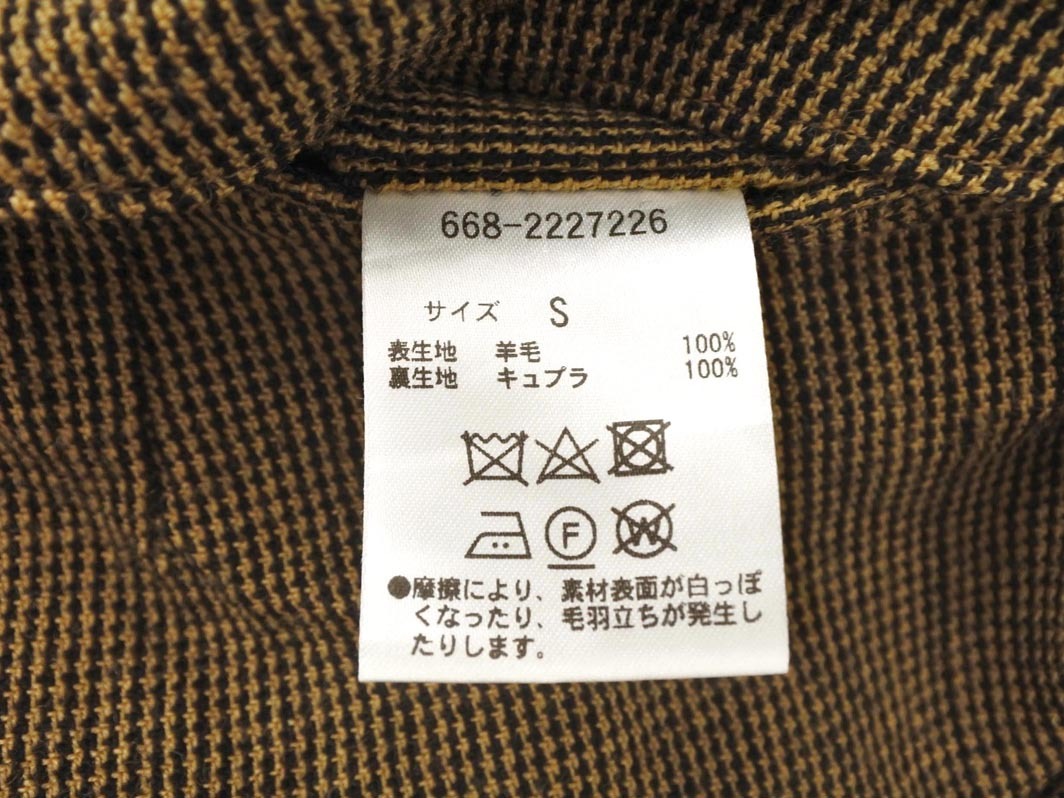 668-2227226
サイズ S
表生地 羊毛 100%
裏生地 キュプラ 100%
F W
●摩擦により、素材表面が白っぽ
くなったり、毛羽立ちが発生し
たりします。